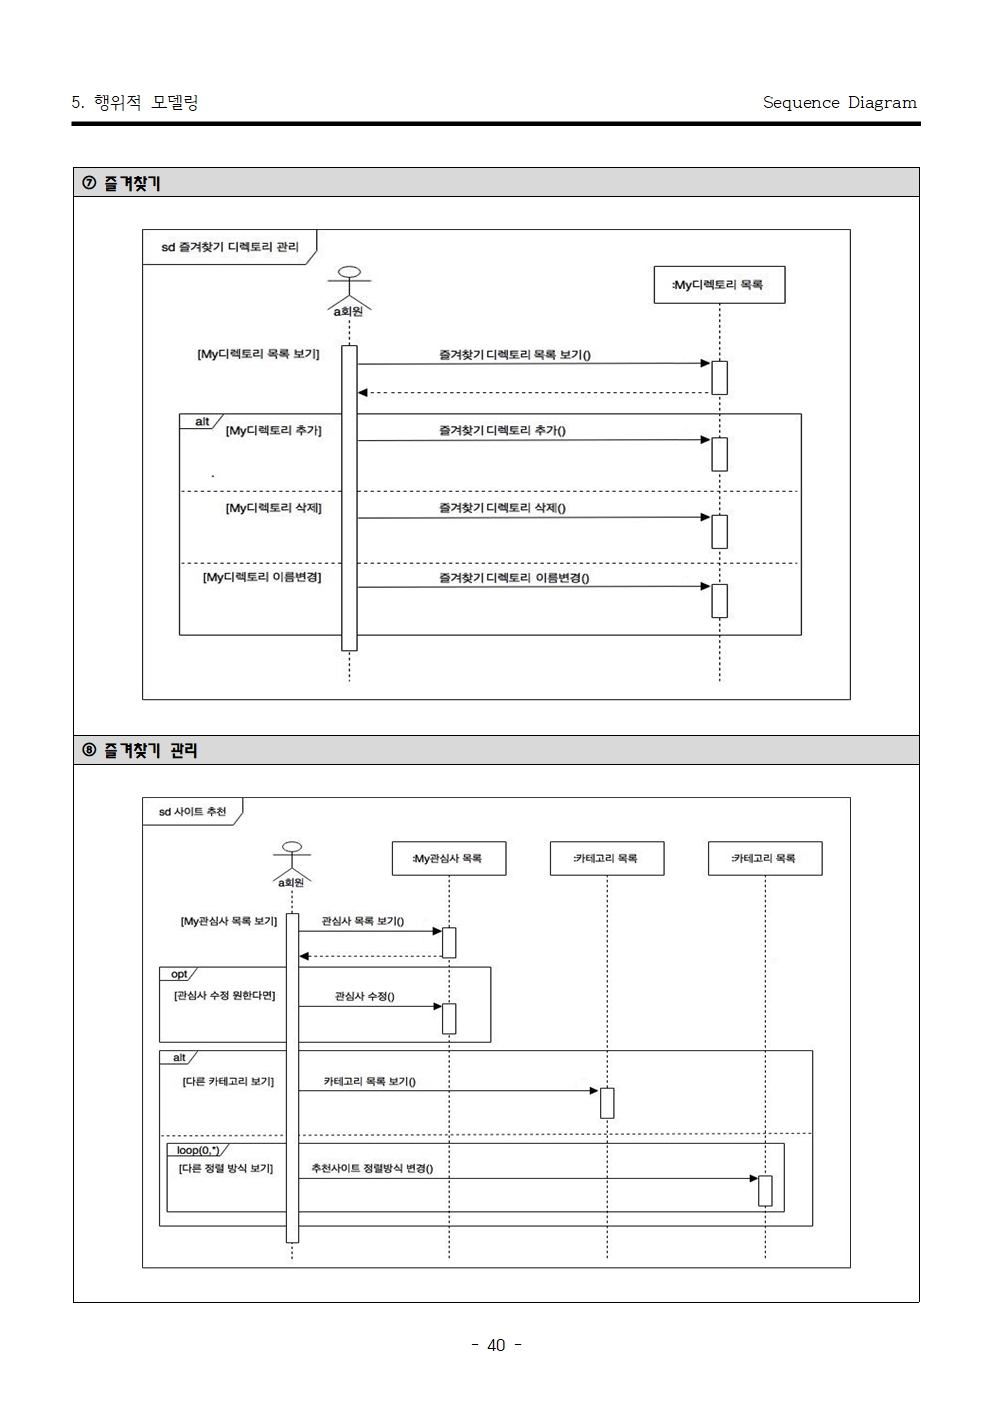 5. 행위적 모델링 Sequence Diagram
⑦ 즐겨찾기
sd 즐겨찾기 디렉토리 관리
a회원
:My디렉토리 목록
[My디렉토리 목록 보기] 즐겨찾기 디렉토리 목록 보기()
alt
[My디렉토리 추가] 즐겨찾기 디렉토리 추가()
[My디렉토리 삭제] 즐겨찾기 디렉토리 삭제()
[My디렉토리 이름변경] 즐겨찾기 디렉토리 이름변경()
⑧ 즐겨찾기 관리
sd 사이트 추천
a회원
:My관심사 목록
:카테고리 목록
:카테고리 목록
[My관심사 목록 보기] 관심사 목록 보기()
opt
[관심사 수정 원한다면] 관심사 수정()
alt
[다른 카테고리 보기] 카테고리 목록 보기()
loop(0,*)
[다른 정렬 방식 보기] 추천사이트 정렬방식 변경()
- 40 -